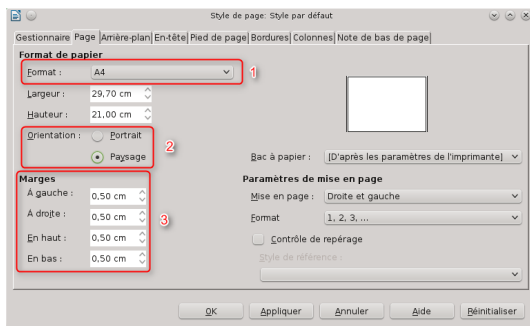 Style de page: Style par défaut
Gestionnaire Page Arrière-plan En-tête Pied de page Bordures Colonnes Note de bas de page
Format de papier
Format : A4 1
Largeur : 29,70 cm
Hauteur : 21,00 cm
Orientation : Portrait
Paysage 2
Bac à papier : [D'après les paramètres de l'imprimante]
Marges
Paramètres de mise en page
À gauche : 0,50 cm
Mise en page : Droite et gauche
À droite : 0,50 cm 3
Format 1, 2, 3, ...
En haut : 0,50 cm
Contrôle de repérage
En bas : 0,50 cm
Style de référence :
OK Appliquer Annuler Aide Réinitialiser